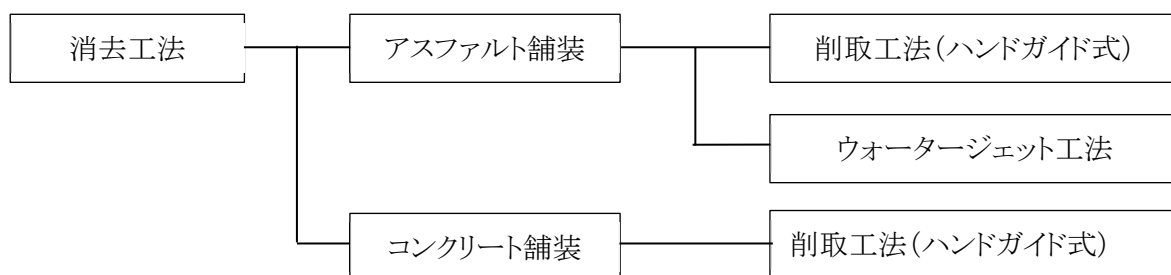 消去工法
アスファルト舗装
削取工法(ハンドガイド式)
ウォータージェット工法
コンクリート舗装
削取工法(ハンドガイド式)